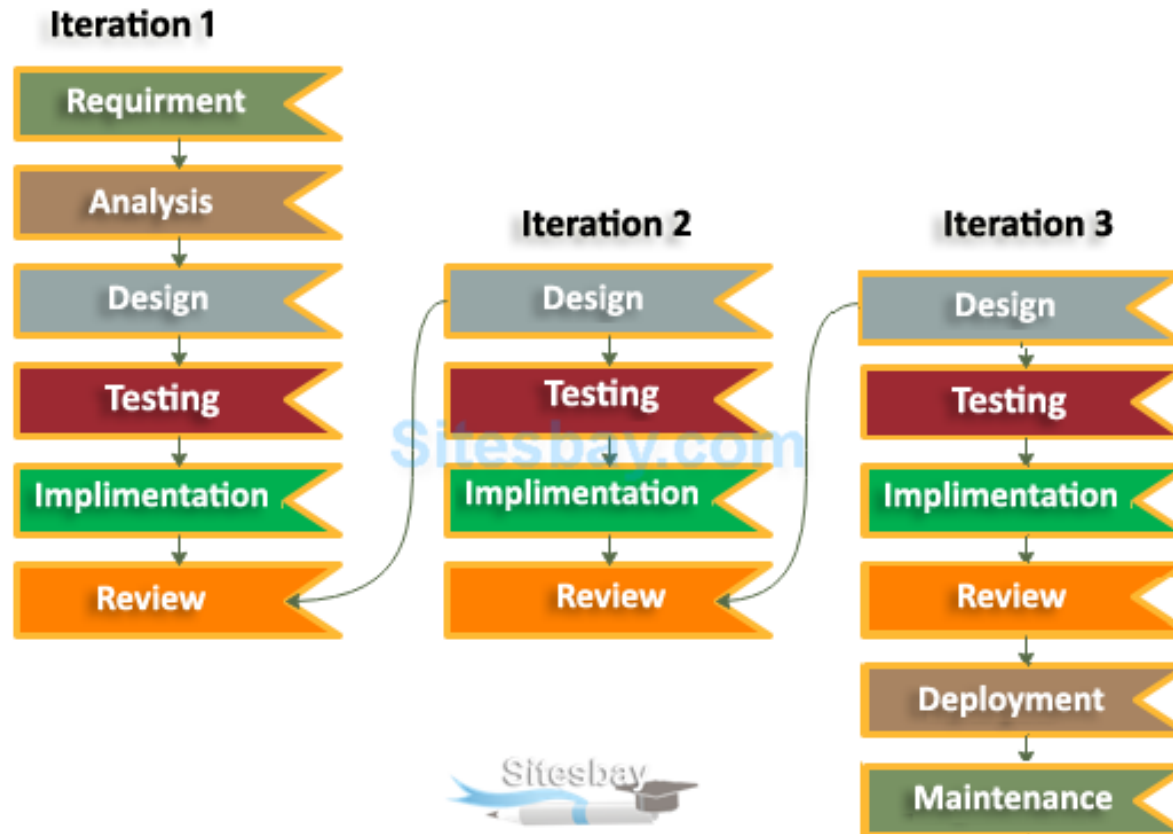 Iteration 1
Requirment
Analysis
Design
Testing
Implimentation
Review
Iteration 2
Design
Testing
Implimentation
Review
Iteration 3
Design
Testing
Implimentation
Review
Deployment
Maintenance
Sitesbay.com
Sitesbay